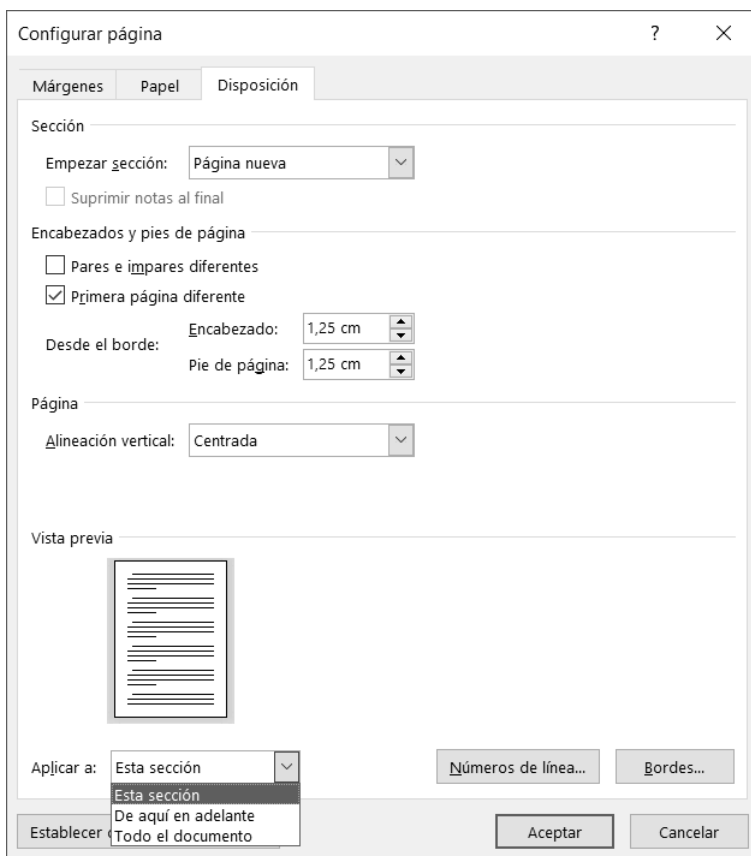 Configurar página ? ✕
Márgenes Papel Disposición
Sección
Empezar sección: Página nueva
Suprimir notas al final
Encabezados y pies de página
Pares e impares diferentes
Primera página diferente
Encabezado: 1,25 cm
Desde el borde:
Pie de página: 1,25 cm
Página
Alineación vertical: Centrada
Vista previa
Aplicar a: Esta sección Números de línea... Bordes...
Esta sección
De aquí en adelante
Todo el documento
Establecer Aceptar Cancelar